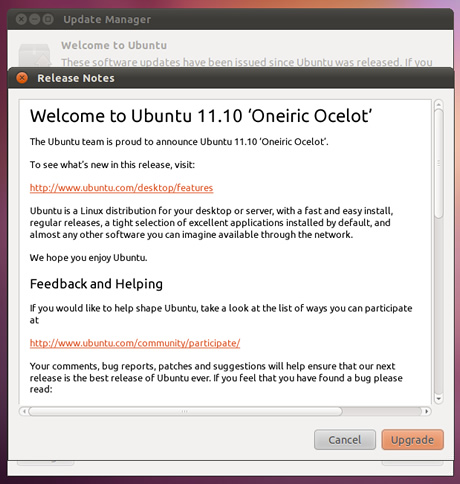 Update Manager
Welcome to Ubuntu
These software updates have been issued since Ubuntu was released. If you
Release Notes
Welcome to Ubuntu 11.10 ‘Oneiric Ocelot’
The Ubuntu team is proud to announce Ubuntu 11.10 ‘Oneiric Ocelot’.
To see what’s new in this release, visit:
http://www.ubuntu.com/desktop/features
Ubuntu is a Linux distribution for your desktop or server, with a fast and easy install,
regular releases, a tight selection of excellent applications installed by default, and
almost any other software you can imagine available through the network.
We hope you enjoy Ubuntu.
Feedback and Helping
If you would like to help shape Ubuntu, take a look at the list of ways you can participate
at
http://www.ubuntu.com/community/participate/
Your comments, bug reports, patches and suggestions will help ensure that our next
release is the best release of Ubuntu ever. If you feel that you have found a bug please
read:
Cancel
Upgrade